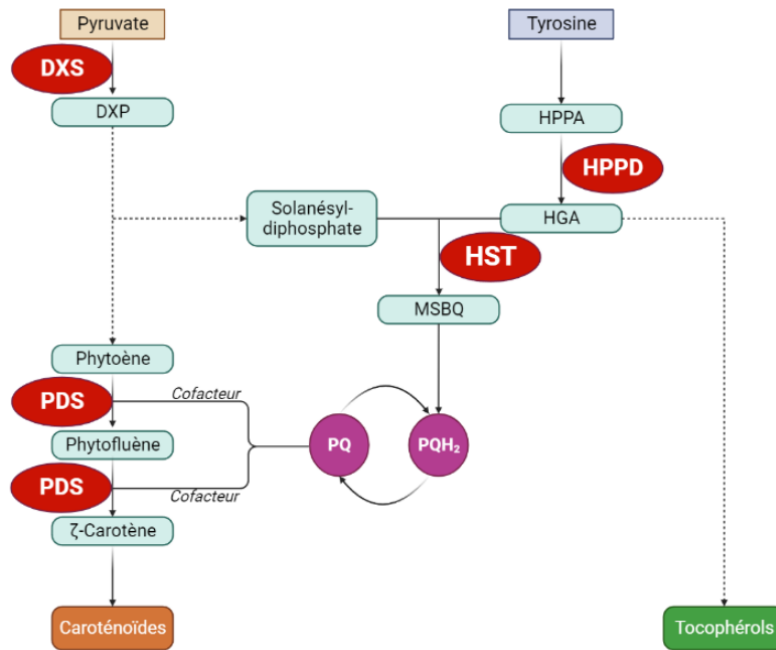 Pyruvate
Tyrosine
DXS
DXP
HPPA
HPPD
Solanésyl-
diphosphate
HGA
HST
MSBQ
Phytoène
PDS
Cofacteur
Phytofluène
PQ
PQH₂
PDS
Cofacteur
ζ-Carotène
Caroténoïdes
Tocophérols